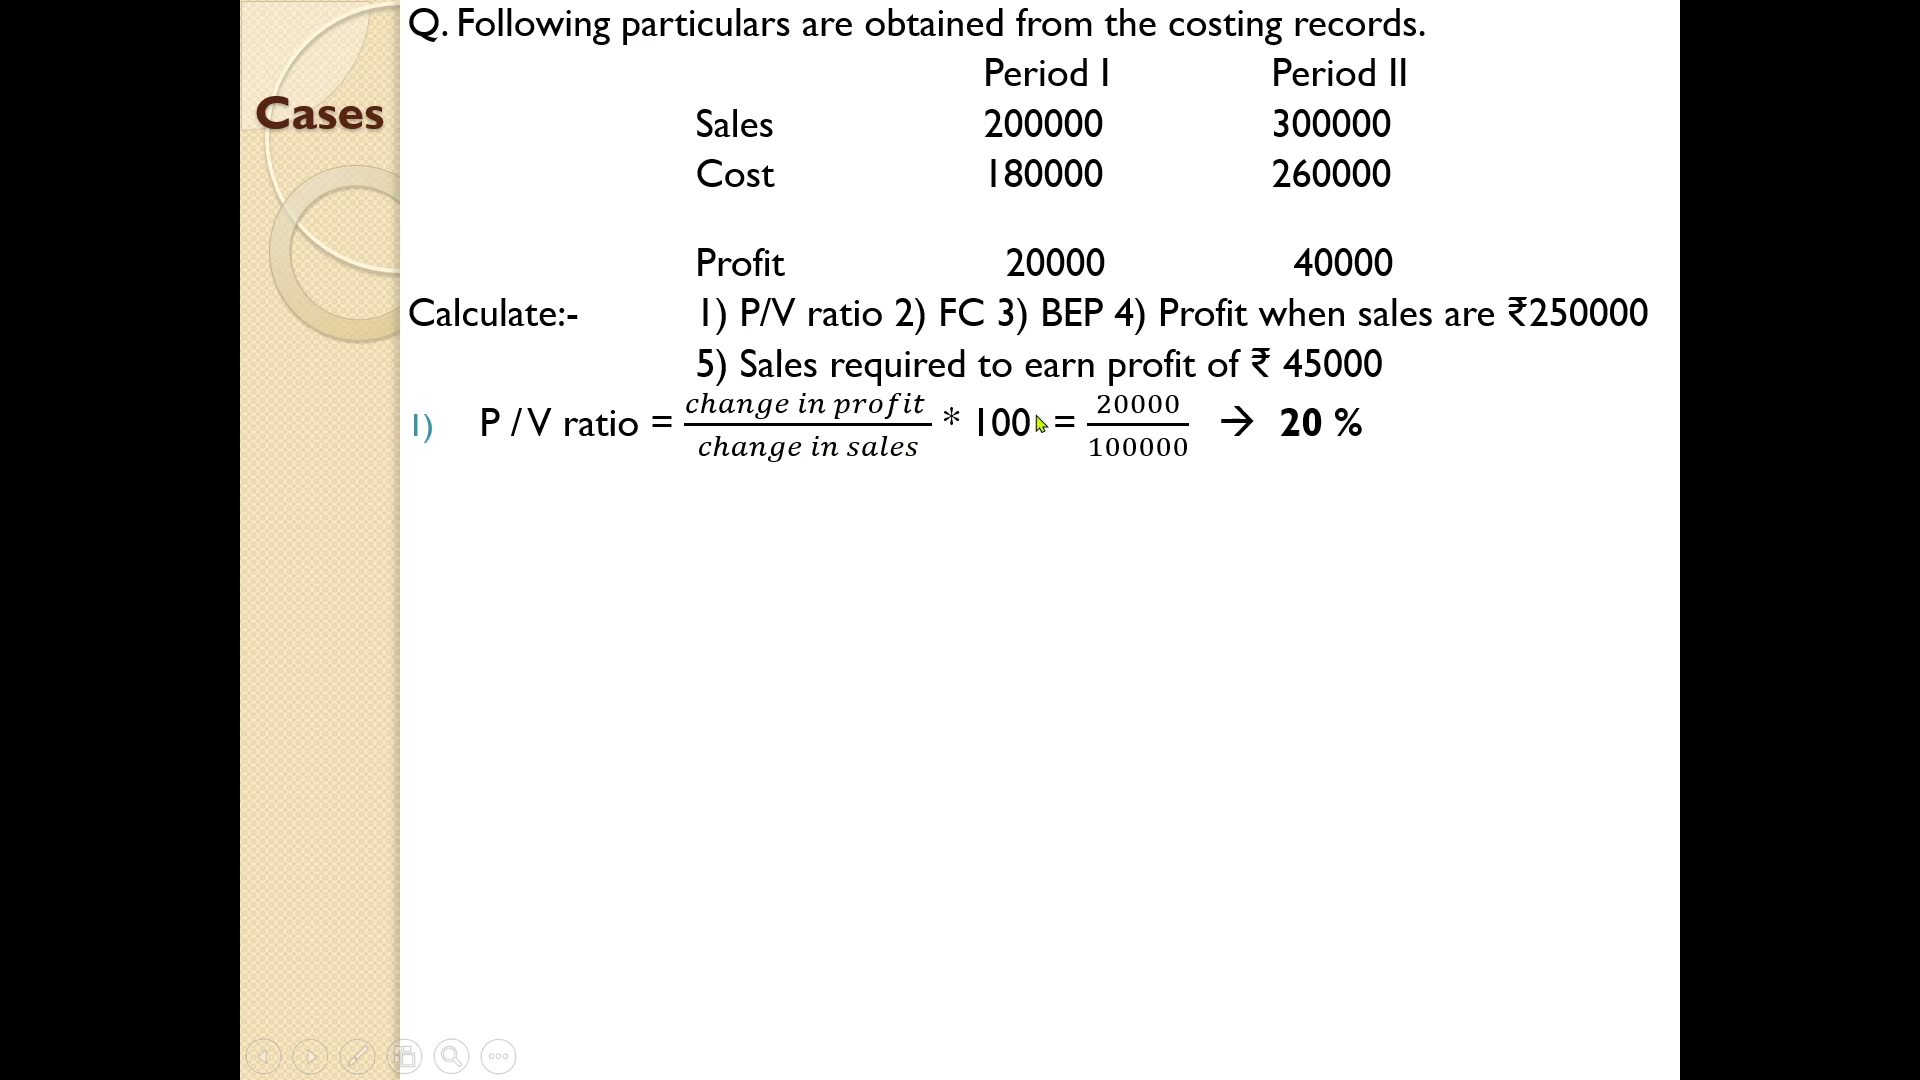 Cases
Q. Following particulars are obtained from the costing records.
Period I Period II
Sales 200000 300000
Cost 180000 260000
Profit 20000 40000
Calculate:- 1) P/V ratio 2) FC 3) BEP 4) Profit when sales are ₹250000
5) Sales required to earn profit of ₹ 45000
1) P / V ratio = change in profit / change in sales * 100 = 20000 / 100000 → 20 %